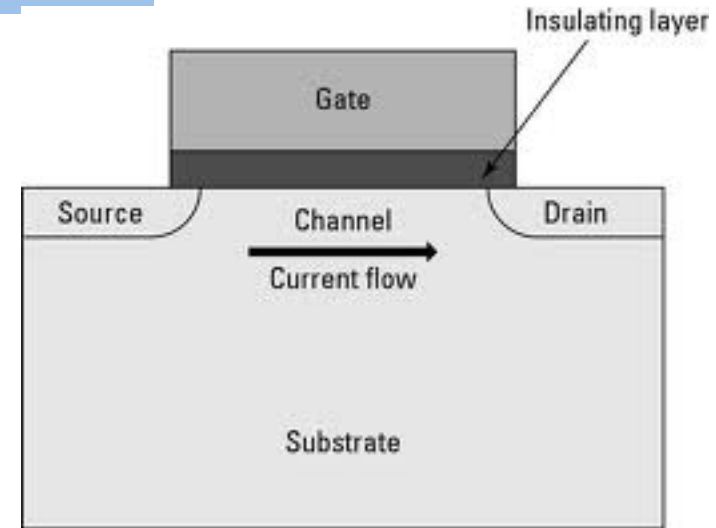 Insulating layer
Gate
Source
Channel
Drain
Current flow
Substrate